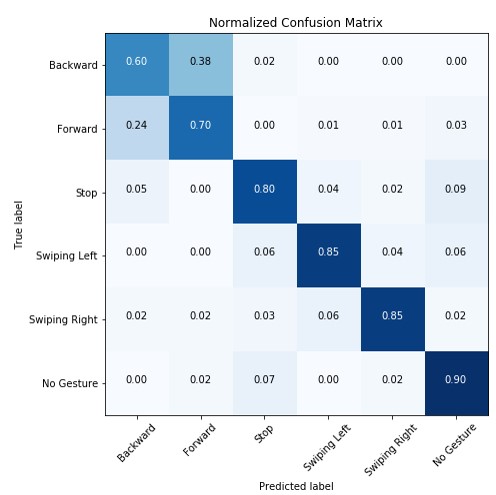 Normalized Confusion Matrix
True label
Backward 0.60 0.38 0.02 0.00 0.00 0.00
Forward 0.24 0.70 0.00 0.01 0.01 0.03
Stop 0.05 0.00 0.80 0.04 0.02 0.09
Swiping Left 0.00 0.00 0.06 0.85 0.04 0.06
Swiping Right 0.02 0.02 0.03 0.06 0.85 0.02
No Gesture 0.00 0.02 0.07 0.00 0.02 0.90
Backward Forward Stop Swiping Left Swiping Right No Gesture
Predicted label